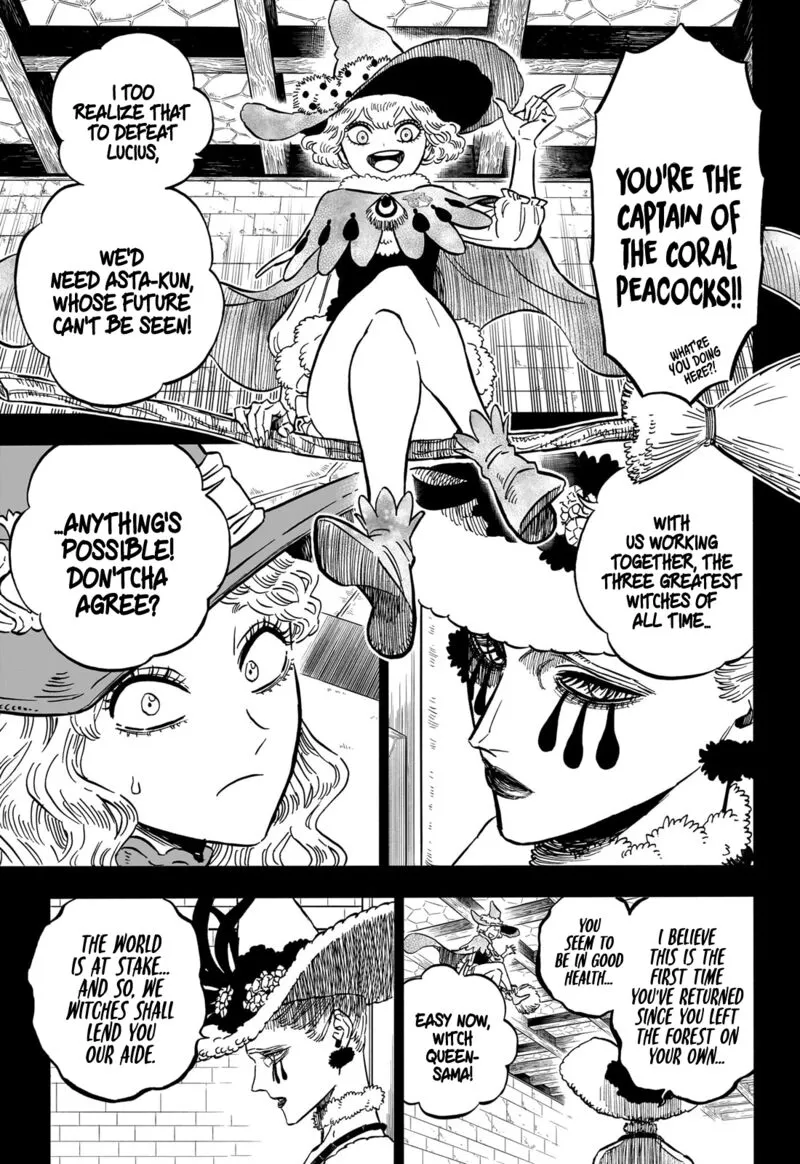 YOU'RE THE
CAPTAIN OF
THE CORAL
PEACOCKS!!
WHAT'RE
YOU DOING
HERE?!
I TOO
REALIZE THAT
TO DEFEAT
LUCIUS,
WE'D
NEED ASTA-KUN,
WHOSE FUTURE
CAN'T BE SEEN!
WITH
US WORKING
TOGETHER, THE
THREE GREATEST
WITCHES OF
ALL TIME...
...ANYTHING'S
POSSIBLE!
DON'TCHA
AGREE?
I BELIEVE
THIS IS THE
FIRST TIME
YOU'VE RETURNED
SINCE YOU LEFT
THE FOREST ON
YOUR OWN...
YOU
SEEM TO
BE IN GOOD
HEALTH...
EASY NOW,
WITCH
QUEEN-
SAMA!
THE WORLD
IS AT STAKE...
AND SO, WE
WITCHES SHALL
LEND YOU
OUR AIDE.